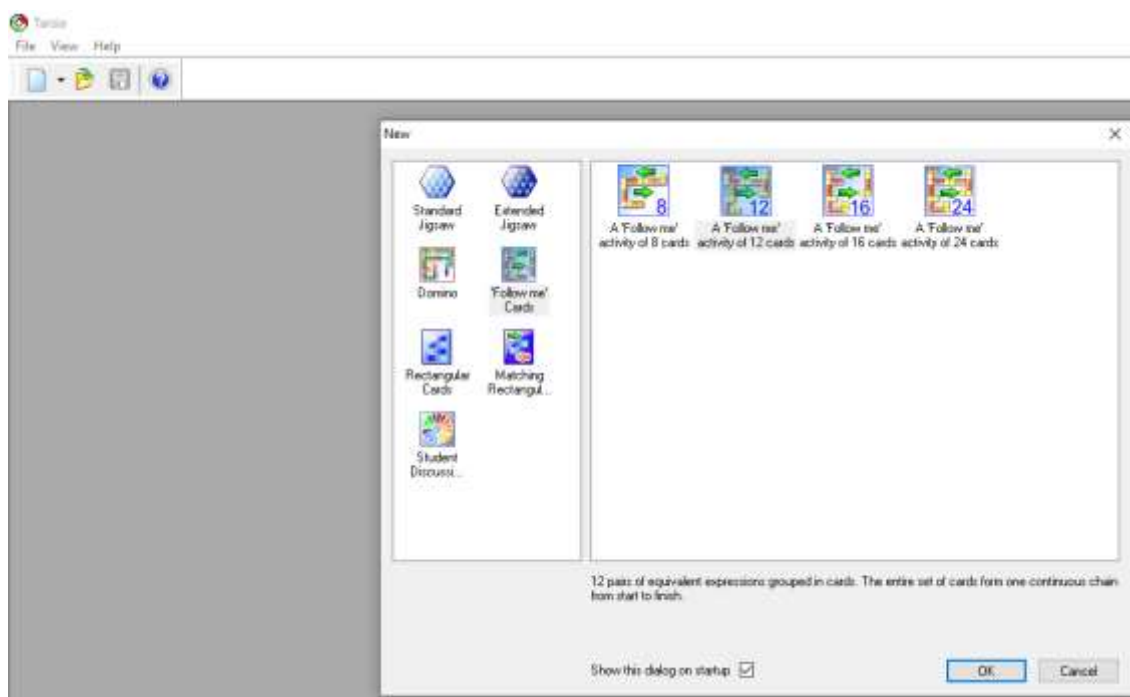 Tarsia
File View Help
New
Standard
Jigsaw
Extended
Jigsaw
Domino
'Follow me'
Cards
Rectangular
Cards
Matching
Rectangul...
Student
Discussi...
8
A 'Follow me'
activity of 8 cards
12
A 'Follow me'
activity of 12 cards
16
A 'Follow me'
activity of 16 cards
24
A 'Follow me'
activity of 24 cards
12 pairs of equivalent expressions grouped in cards. The entire set of cards form one continuous chain
from start to finish.
Show this dialog on startup
OK
Cancel